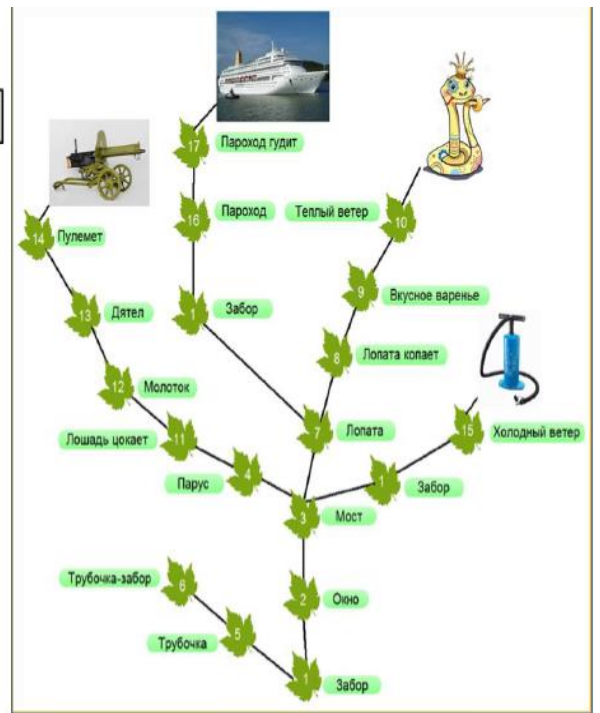 17 Пароход гудит
16 Пароход
Теплый ветер 10
14 Пулемет
9 Вкусное варенье
13 Дятел
1 Забор
8 Лопата копает
12 Молоток
Лошадь цокает 11
7 Лопата
15 Холодный ветер
Парус 4
1 Забор
3 Мост
Трубочка-забор 6
2 Окно
Трубочка 5
1 Забор